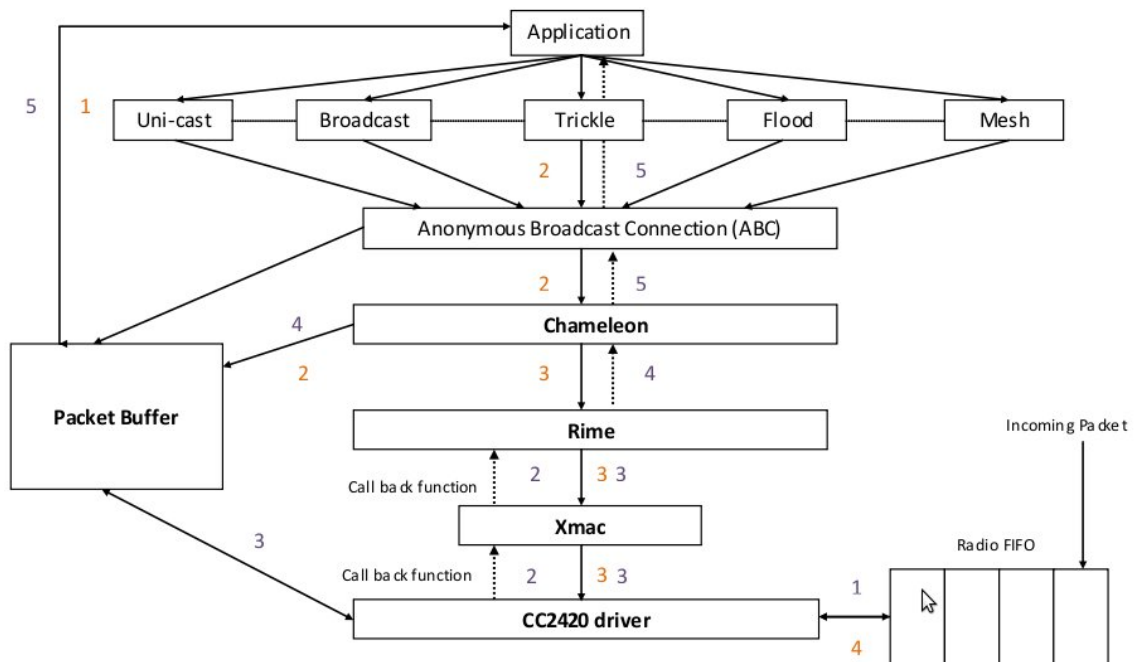 Application
5
1
Uni-cast
Broadcast
Trickle
Flood
Mesh
2
5
Anonymous Broadcast Connection (ABC)
2
5
4
Chameleon
2
3
4
Packet Buffer
Rime
Incoming Packet
Call back function
2
3 3
Xmac
3
Radio FIFO
Call back function
2
3 3
1
CC2420 driver
4